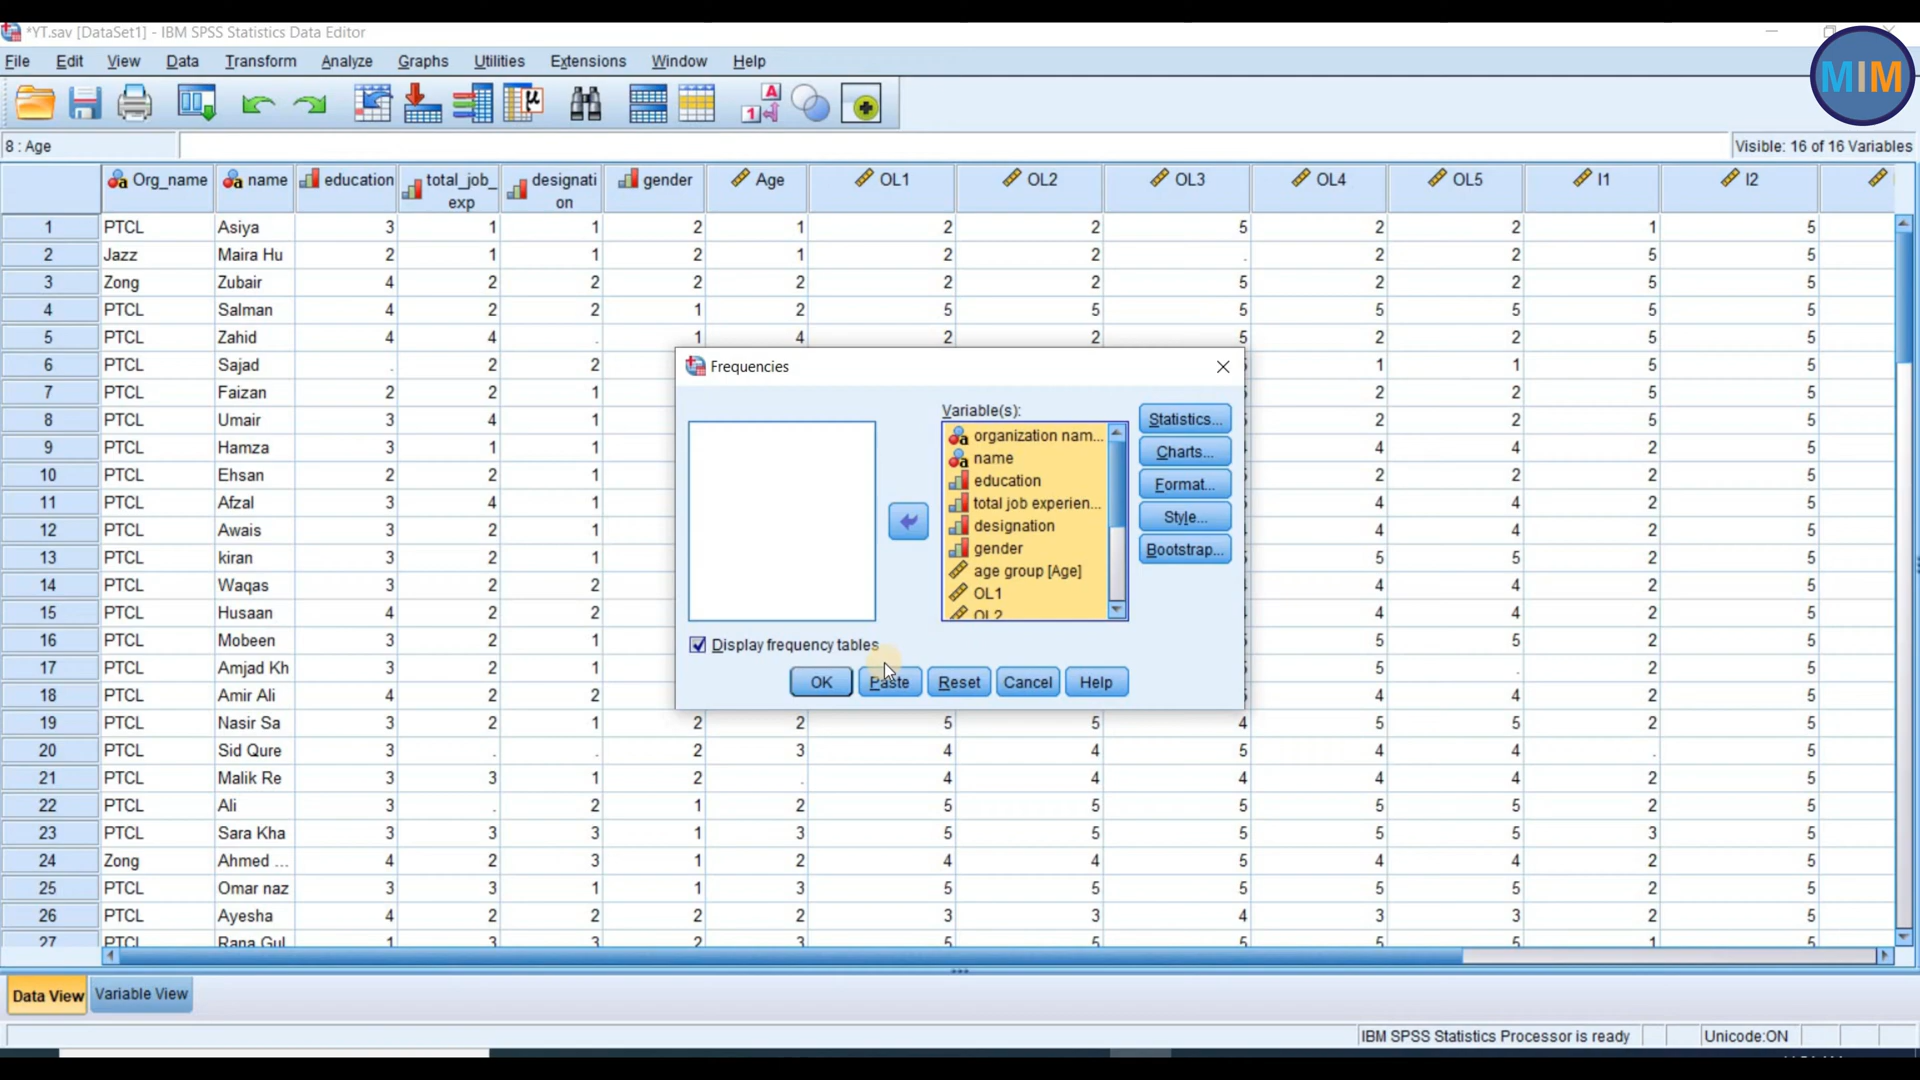 *YT.sav [DataSet1] - IBM SPSS Statistics Data Editor
MIM
File Edit View Data Transform Analyze Graphs Utilities Extensions Window Help
8 : Age
Visible: 16 of 16 Variables
Org_name name education total_job_exp designation gender Age OL1 OL2 OL3 OL4 OL5 I1 I2
1 PTCL Asiya 3 1 1 2 1 2 2 5 2 2 1 5
2 Jazz Maira Hu 2 1 1 2 1 2 2 . 2 2 5 5
3 Zong Zubair 4 2 2 2 2 2 2 5 2 2 5 5
4 PTCL Salman 4 2 2 1 2 5 5 5 5 5 5 5
5 PTCL Zahid 4 4 . 1 4 2 2 5 2 2 5 5
6 PTCL Sajad . 2 2 1 1 5 5
7 PTCL Faizan 2 2 1 2 2 5 5
8 PTCL Umair 3 4 1 2 2 5 5
9 PTCL Hamza 3 1 1 4 4 2 5
10 PTCL Ehsan 2 2 1 2 2 5 5
11 PTCL Afzal 3 4 1 4 4 2 5
12 PTCL Awais 3 2 1 4 4 2 5
13 PTCL kiran 3 2 1 5 5 2 5
14 PTCL Waqas 3 2 2 4 4 2 5
15 PTCL Husaan 4 2 2 4 4 2 5
16 PTCL Mobeen 3 2 1 5 5 2 5
17 PTCL Amjad Kh 3 2 1 5 . 2 5
18 PTCL Amir Ali 4 2 2 4 4 2 5
19 PTCL Nasir Sa 3 2 1 2 2 5 5 4 5 5 2 5
20 PTCL Sid Qure 3 . . 2 3 4 4 5 4 4 . 5
21 PTCL Malik Re 3 3 1 2 . 4 4 4 4 4 2 5
22 PTCL Ali 3 . 2 1 2 5 5 5 5 5 2 5
23 PTCL Sara Kha 3 3 3 1 3 5 5 5 5 5 3 5
24 Zong Ahmed ... 4 2 3 1 2 4 4 5 4 4 2 5
25 PTCL Omar naz 3 3 1 1 3 5 5 5 5 5 2 5
26 PTCL Ayesha 4 2 2 2 2 3 3 4 3 3 2 5
27 PTCL Rana Gul 1 3 3 2 3 5 5 5 5 5 1 5
Frequencies
Variable(s):
organization nam...
name
education
total job experien...
designation
gender
age group [Age]
OL1
OL2
Statistics...
Charts...
Format...
Style...
Bootstrap...
Display frequency tables
OK Paste Reset Cancel Help
Data View Variable View
IBM SPSS Statistics Processor is ready Unicode:ON